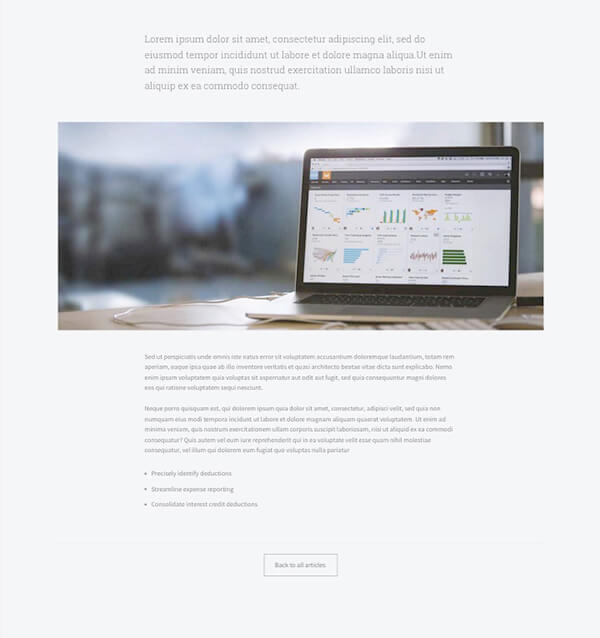 Lorem ipsum dolor sit amet, consectetur adipiscing elit, sed do
eiusmod tempor incididunt ut labore et dolore magna aliqua.Ut enim
ad minim veniam, quis nostrud exercitation ullamco laboris nisi ut
aliquip ex ea commodo consequat.
Sed ut perspiciatis unde omnis iste natus error sit voluptatem accusantium doloremque laudantium, totam rem
aperiam, eaque ipsa quae ab illo inventore veritatis et quasi architecto beatae vitae dicta sunt explicabo. Nemo
enim ipsam voluptatem quia voluptas sit aspernatur aut odit aut fugit, sed quia consequuntur magni dolores
eos qui ratione voluptatem sequi nesciunt.
Neque porro quisquam est, qui dolorem ipsum quia dolor sit amet, consectetur, adipisci velit, sed quia non
numquam eius modi tempora incidunt ut labore et dolore magnam aliquam quaerat voluptatem. Ut enim ad
minima veniam, quis nostrum exercitationem ullam corporis suscipit laboriosam, nisi ut aliquid ex ea commodi
consequatur? Quis autem vel eum iure reprehenderit qui in ea voluptate velit esse quam nihil molestiae
consequatur, vel illum qui dolorem eum fugiat quo voluptas nulla pariatur
• Precisely identify deductions
• Streamline expense reporting
• Consolidate interest credit deductions
Back to all articles